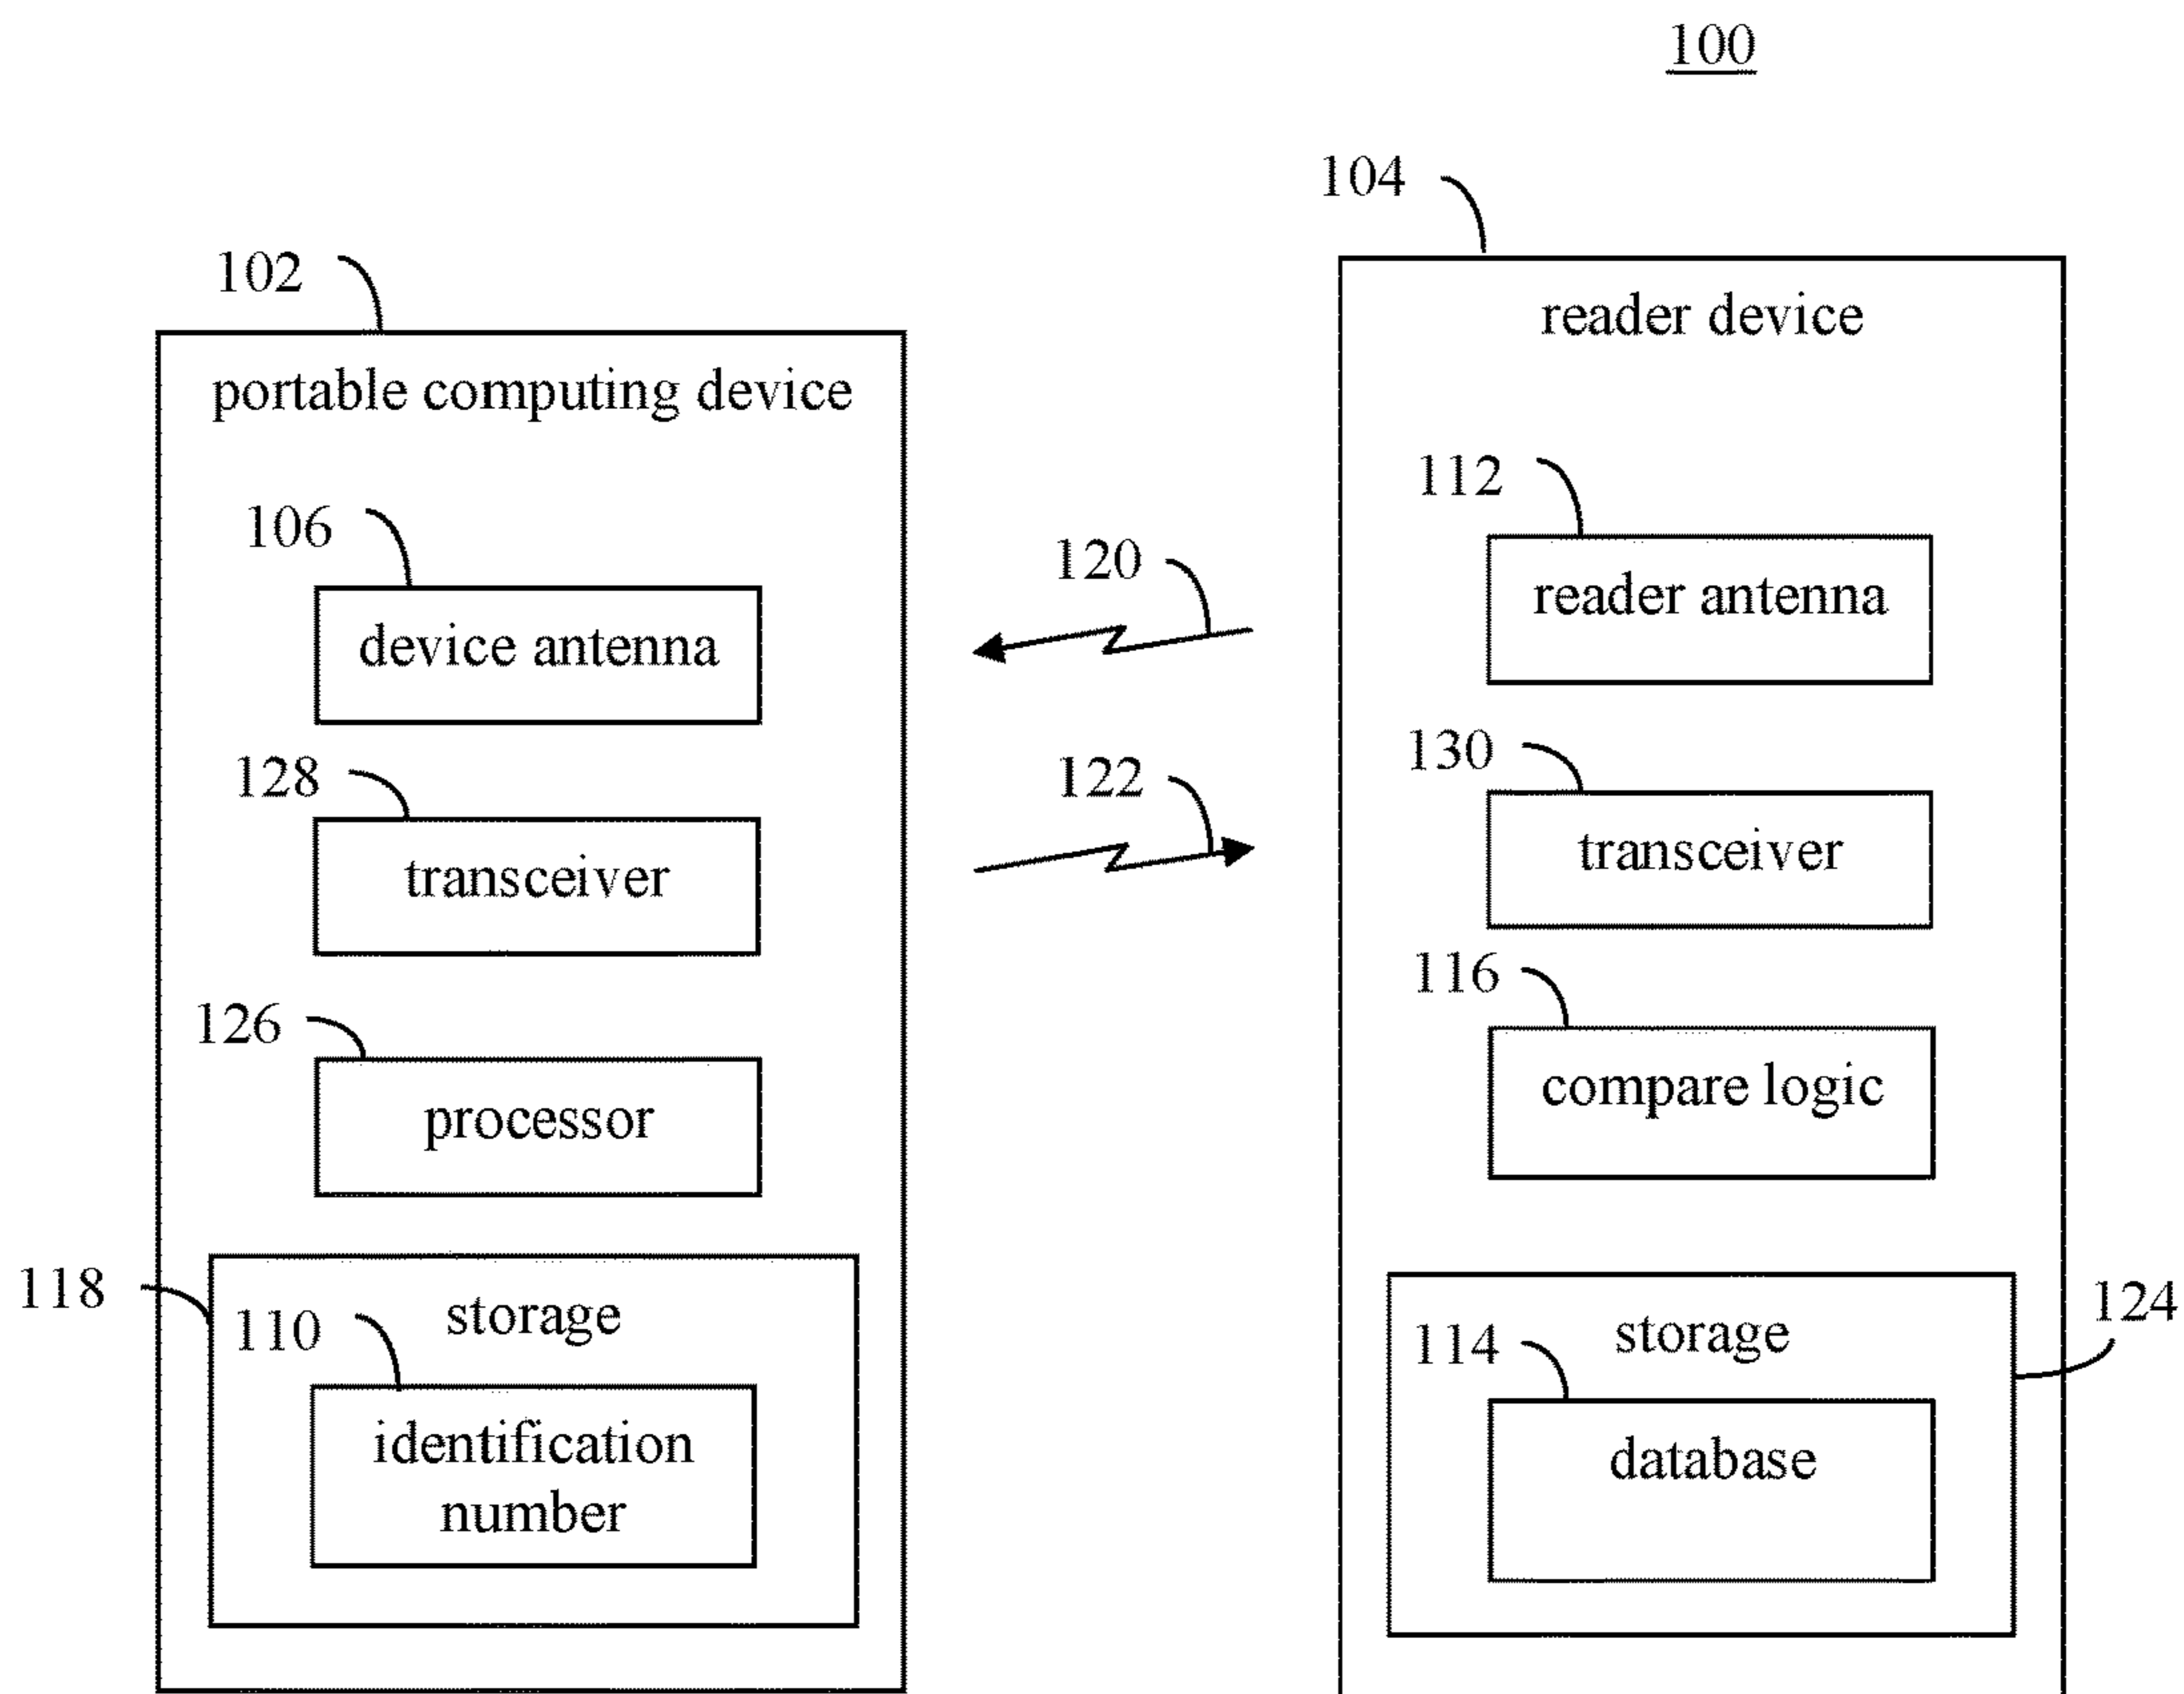 100
104
102
reader device
portable computing device
112
106
120
reader antenna
device antenna
130
128
122
transceiver
transceiver
116
126
compare logic
processor
118
124
storage
storage
110
114
identification
number
database